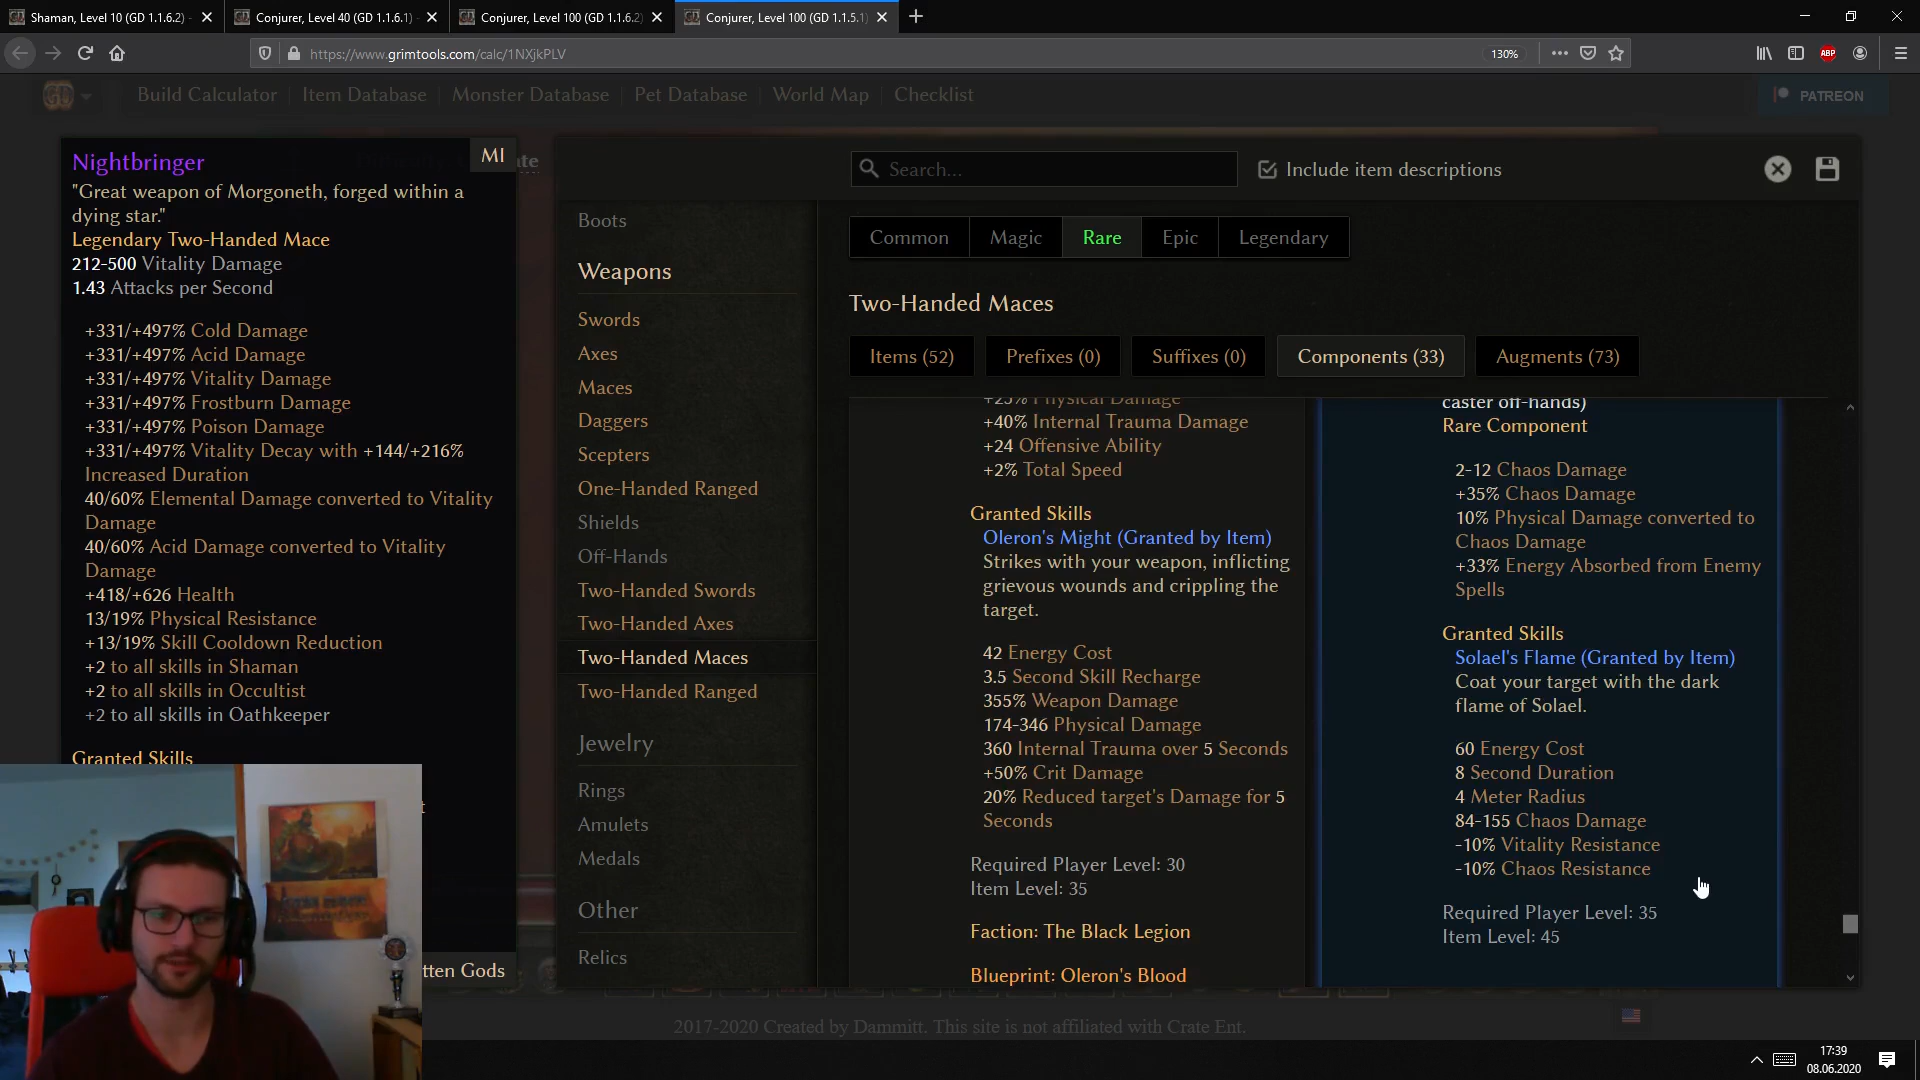 Shaman, Level 10 (GD 1.1.6.2) -
Conjurer, Level 40 (GD 1.1.6.1)
Conjurer, Level 100 (GD 1.1.6.2)
Conjurer, Level 100 (GD 1.1.5.1)
https://www.grimtools.com/calc/1NXjkPLV
130%
ABP
GD
Build Calculator
Item Database
Monster Database
Pet Database
World Map
Checklist
PATREON
Nightbringer
MI
"Great weapon of Morgoneth, forged within a
dying star."
Legendary Two-Handed Mace
212-500 Vitality Damage
1.43 Attacks per Second
+331/+497% Cold Damage
+331/+497% Acid Damage
+331/+497% Vitality Damage
+331/+497% Frostburn Damage
+331/+497% Poison Damage
+331/+497% Vitality Decay with +144/+216%
Increased Duration
40/60% Elemental Damage converted to Vitality
Damage
40/60% Acid Damage converted to Vitality
Damage
+418/+626 Health
13/19% Physical Resistance
+13/19% Skill Cooldown Reduction
+2 to all skills in Shaman
+2 to all skills in Occultist
+2 to all skills in Oathkeeper
Granted Skills
tten Gods
Boots
Weapons
Swords
Axes
Maces
Daggers
Scepters
One-Handed Ranged
Shields
Off-Hands
Two-Handed Swords
Two-Handed Axes
Two-Handed Maces
Two-Handed Ranged
Jewelry
Rings
Amulets
Medals
Other
Relics
Search...
Include item descriptions
Common
Magic
Rare
Epic
Legendary
Two-Handed Maces
Items (52)
Prefixes (0)
Suffixes (0)
Components (33)
Augments (73)
+25% Physical Damage
+40% Internal Trauma Damage
+24 Offensive Ability
+2% Total Speed
Granted Skills
Oleron's Might (Granted by Item)
Strikes with your weapon, inflicting
grievous wounds and crippling the
target.
42 Energy Cost
3.5 Second Skill Recharge
355% Weapon Damage
174-346 Physical Damage
360 Internal Trauma over 5 Seconds
+50% Crit Damage
20% Reduced target's Damage for 5
Seconds
Required Player Level: 30
Item Level: 35
Faction: The Black Legion
Blueprint: Oleron's Blood
caster off-hands)
Rare Component
2-12 Chaos Damage
+35% Chaos Damage
10% Physical Damage converted to
Chaos Damage
+33% Energy Absorbed from Enemy
Spells
Granted Skills
Solael's Flame (Granted by Item)
Coat your target with the dark
flame of Solael.
60 Energy Cost
8 Second Duration
4 Meter Radius
84-155 Chaos Damage
-10% Vitality Resistance
-10% Chaos Resistance
Required Player Level: 35
Item Level: 45
2017-2020 Created by Dammitt. This site is not affiliated with Crate Ent.
17:39
08.06.2020